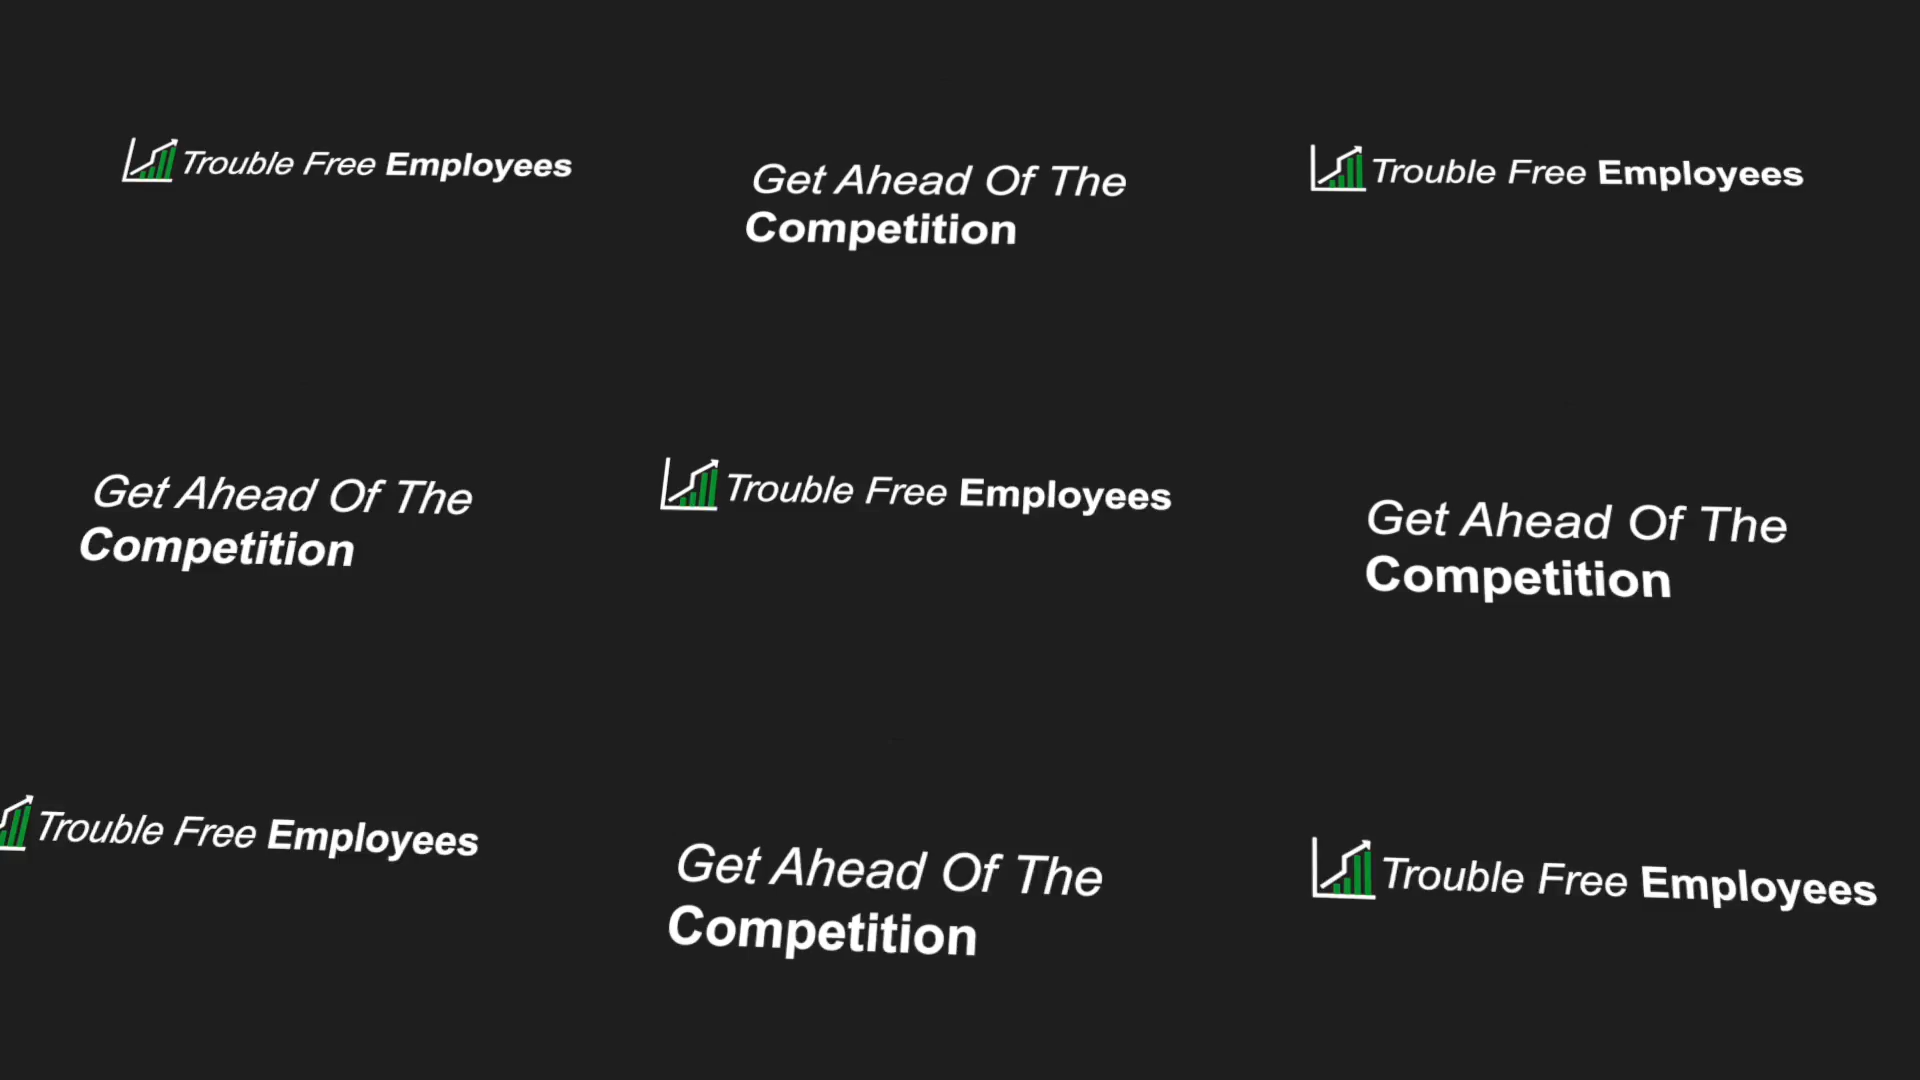 Trouble Free Employees
Get Ahead Of The
Competition
Trouble Free Employees
Get Ahead Of The
Competition
Trouble Free Employees
Get Ahead Of The
Competition
Trouble Free Employees
Get Ahead Of The
Competition
Trouble Free Employees